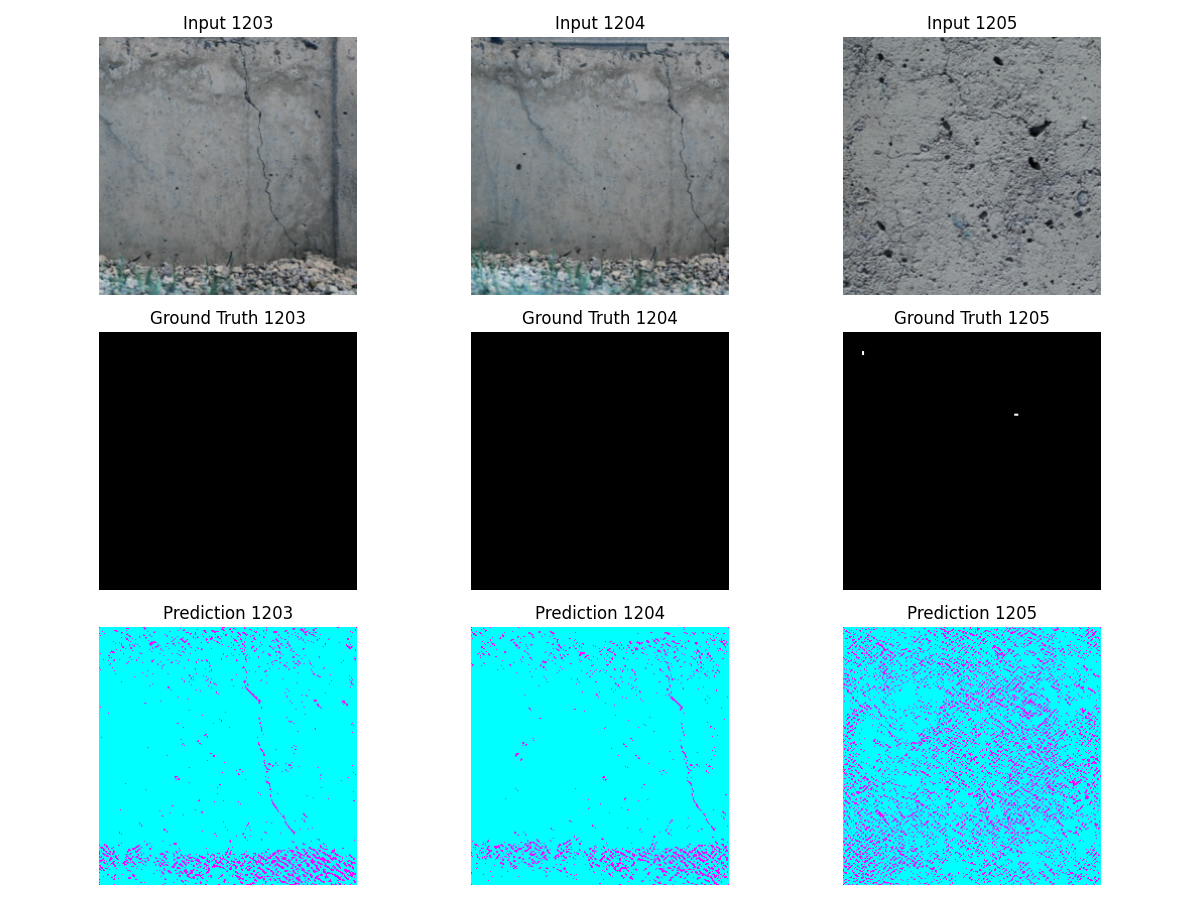 Input 1203
Input 1204
Input 1205
Ground Truth 1203
Ground Truth 1204
Ground Truth 1205
Prediction 1203
Prediction 1204
Prediction 1205